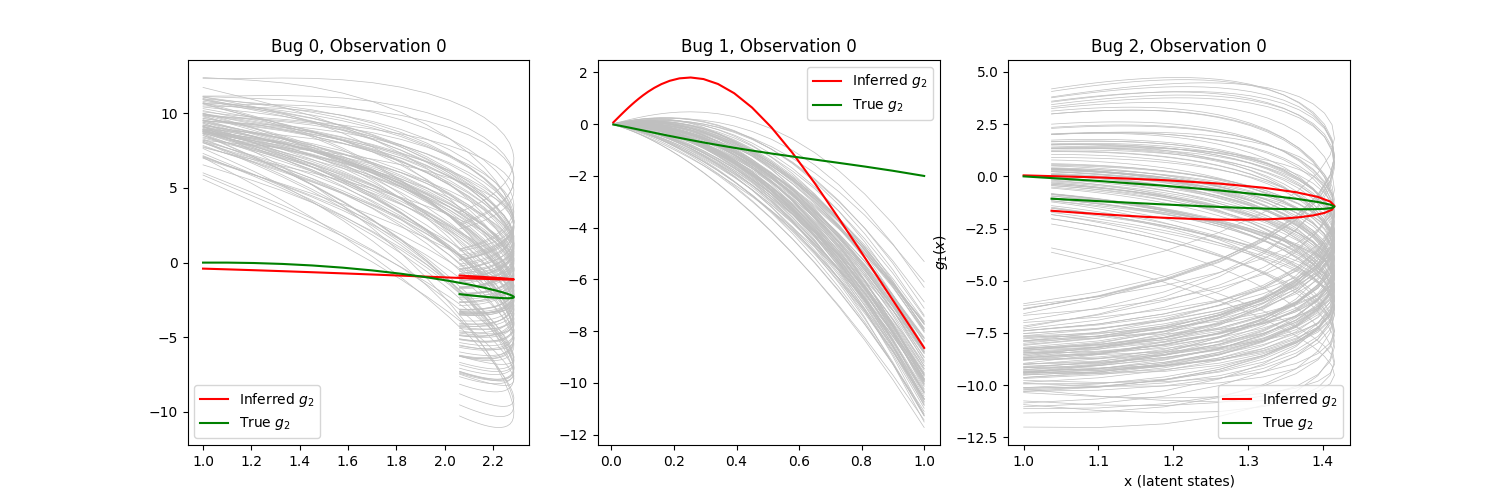 Bug 0, Observation 0
10
5
0
−5
−10
Inferred g₂
True g₂
1.0 1.2 1.4 1.6 1.8 2.0 2.2
Bug 1, Observation 0
2
0
−2
−4
−6
−8
−10
−12
Inferred g₂
True g₂
0.0 0.2 0.4 0.6 0.8 1.0
Bug 2, Observation 0
g₁(x)
5.0
2.5
0.0
−2.5
−5.0
−7.5
−10.0
−12.5
Inferred g₂
True g₂
1.0 1.1 1.2 1.3 1.4
x (latent states)